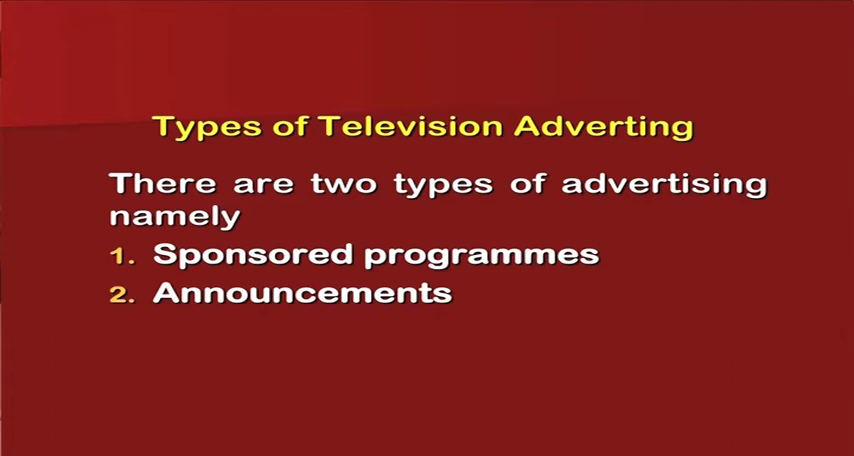 Types of Television Adverting
There are two types of advertising
namely
1. Sponsored programmes
2. Announcements